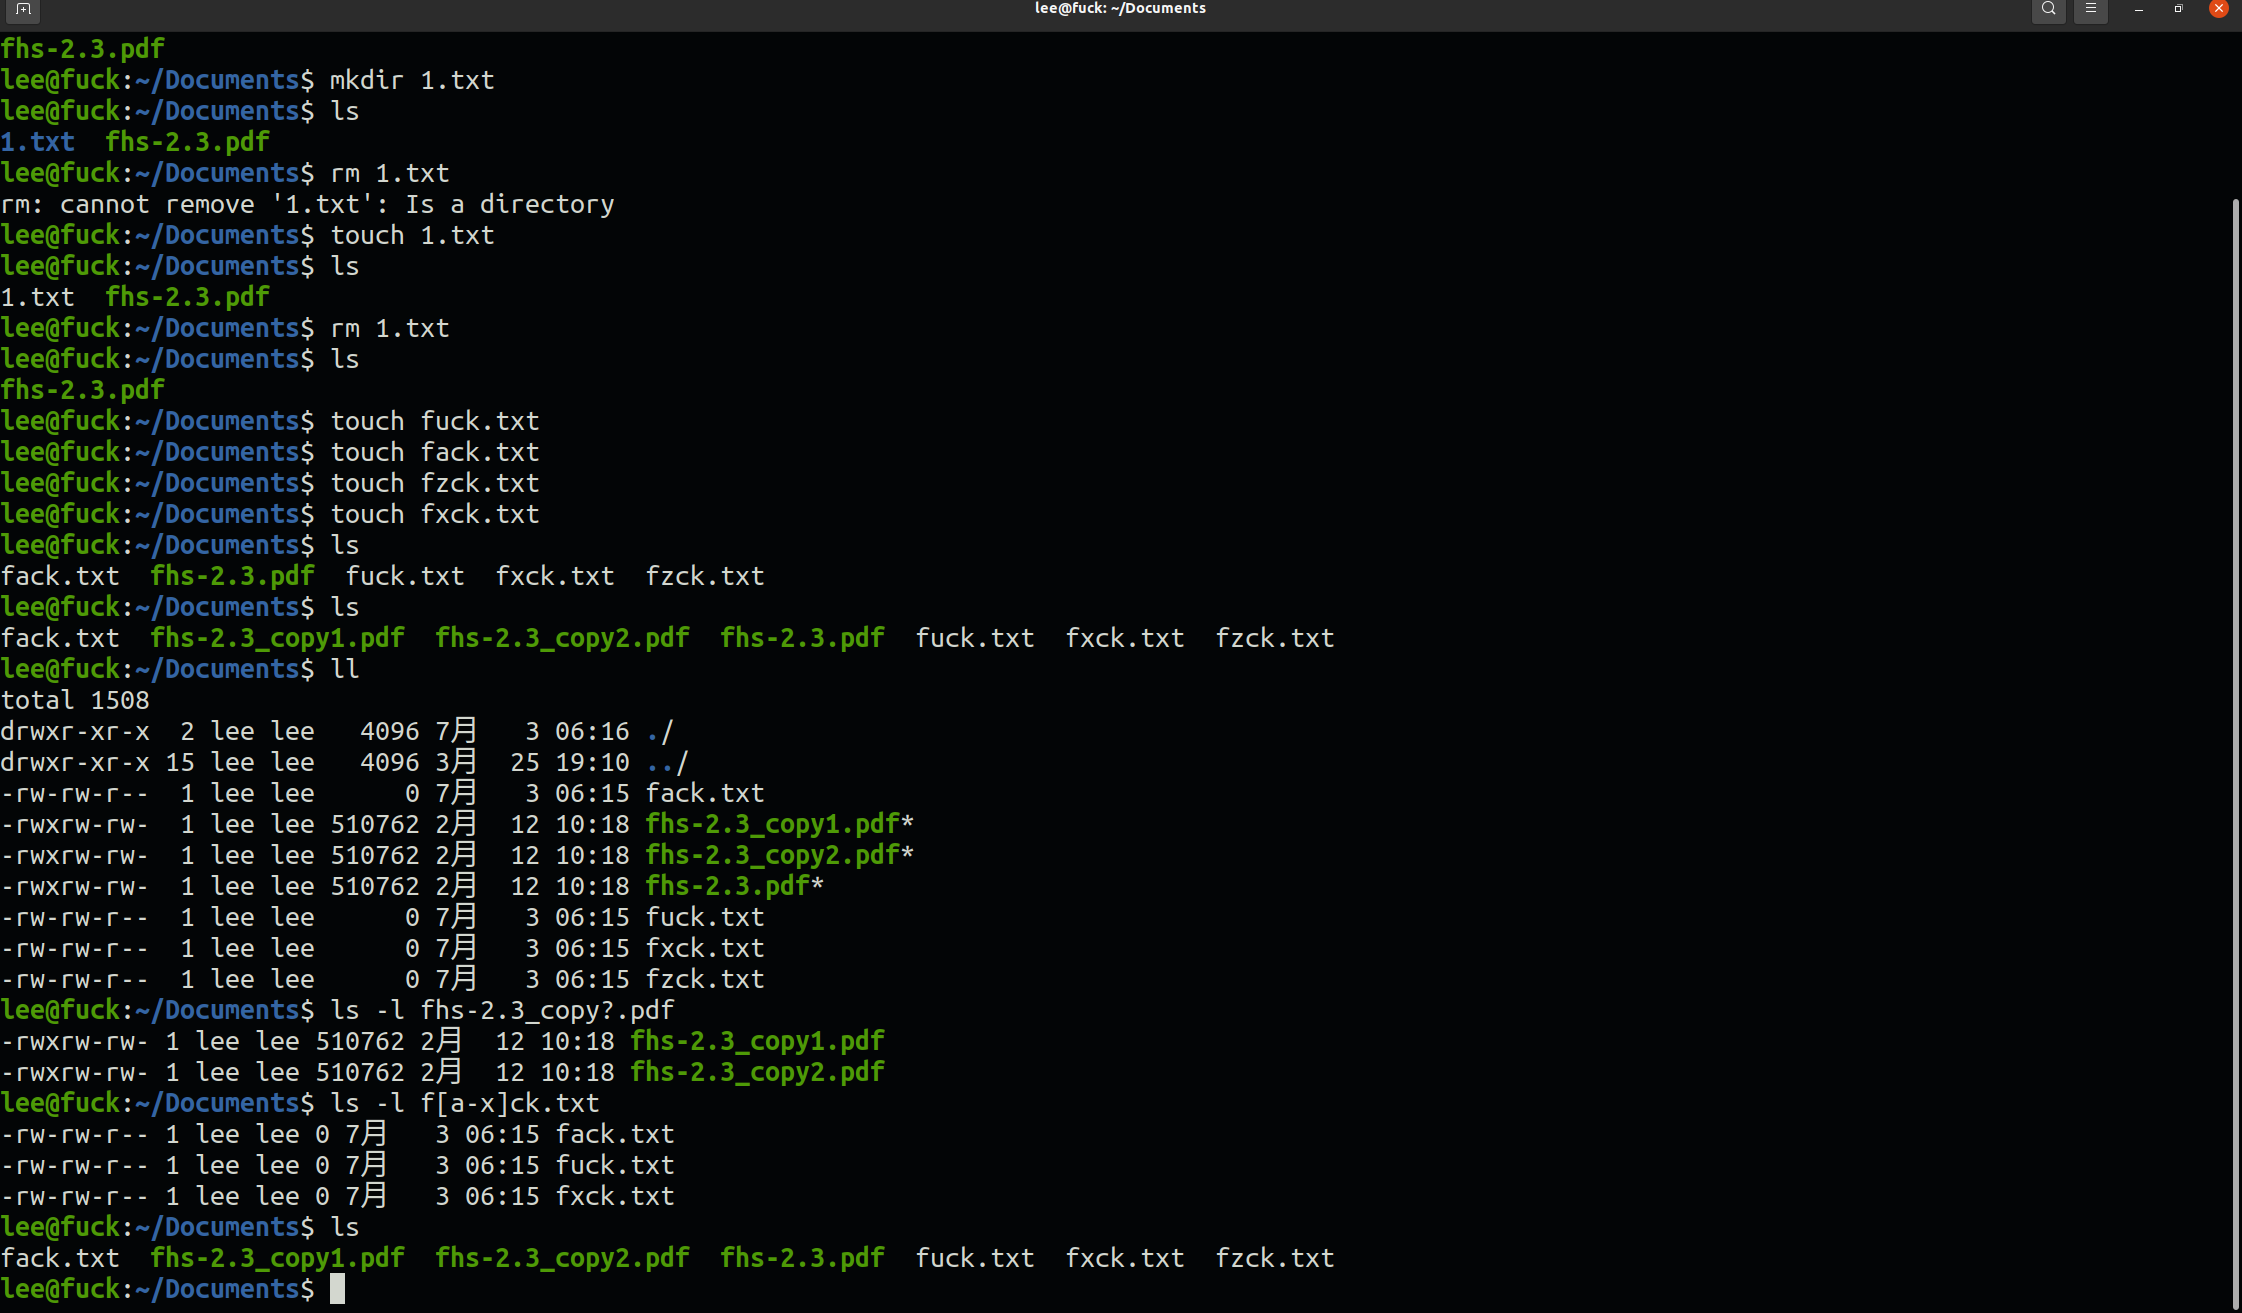 lee@fuck: ~/Documents
fhs-2.3.pdf
lee@fuck:~/Documents$ mkdir 1.txt
lee@fuck:~/Documents$ ls
1.txt  fhs-2.3.pdf
lee@fuck:~/Documents$ rm 1.txt
rm: cannot remove '1.txt': Is a directory
lee@fuck:~/Documents$ touch 1.txt
lee@fuck:~/Documents$ ls
1.txt  fhs-2.3.pdf
lee@fuck:~/Documents$ rm 1.txt
lee@fuck:~/Documents$ ls
fhs-2.3.pdf
lee@fuck:~/Documents$ touch fuck.txt
lee@fuck:~/Documents$ touch fack.txt
lee@fuck:~/Documents$ touch fzck.txt
lee@fuck:~/Documents$ touch fxck.txt
lee@fuck:~/Documents$ ls
fack.txt  fhs-2.3.pdf  fuck.txt  fxck.txt  fzck.txt
lee@fuck:~/Documents$ ls
fack.txt  fhs-2.3_copy1.pdf  fhs-2.3_copy2.pdf  fhs-2.3.pdf  fuck.txt  fxck.txt  fzck.txt
lee@fuck:~/Documents$ ll
total 1508
drwxr-xr-x  2 lee lee   4096 7月   3 06:16 ./
drwxr-xr-x 15 lee lee   4096 3月  25 19:10 ../
-rw-rw-r--  1 lee lee      0 7月   3 06:15 fack.txt
-rwxrw-rw-  1 lee lee 510762 2月  12 10:18 fhs-2.3_copy1.pdf*
-rwxrw-rw-  1 lee lee 510762 2月  12 10:18 fhs-2.3_copy2.pdf*
-rwxrw-rw-  1 lee lee 510762 2月  12 10:18 fhs-2.3.pdf*
-rw-rw-r--  1 lee lee      0 7月   3 06:15 fuck.txt
-rw-rw-r--  1 lee lee      0 7月   3 06:15 fxck.txt
-rw-rw-r--  1 lee lee      0 7月   3 06:15 fzck.txt
lee@fuck:~/Documents$ ls -l fhs-2.3_copy?.pdf
-rwxrw-rw- 1 lee lee 510762 2月  12 10:18 fhs-2.3_copy1.pdf
-rwxrw-rw- 1 lee lee 510762 2月  12 10:18 fhs-2.3_copy2.pdf
lee@fuck:~/Documents$ ls -l f[a-x]ck.txt
-rw-rw-r-- 1 lee lee 0 7月   3 06:15 fack.txt
-rw-rw-r-- 1 lee lee 0 7月   3 06:15 fuck.txt
-rw-rw-r-- 1 lee lee 0 7月   3 06:15 fxck.txt
lee@fuck:~/Documents$ ls
fack.txt  fhs-2.3_copy1.pdf  fhs-2.3_copy2.pdf  fhs-2.3.pdf  fuck.txt  fxck.txt  fzck.txt
lee@fuck:~/Documents$